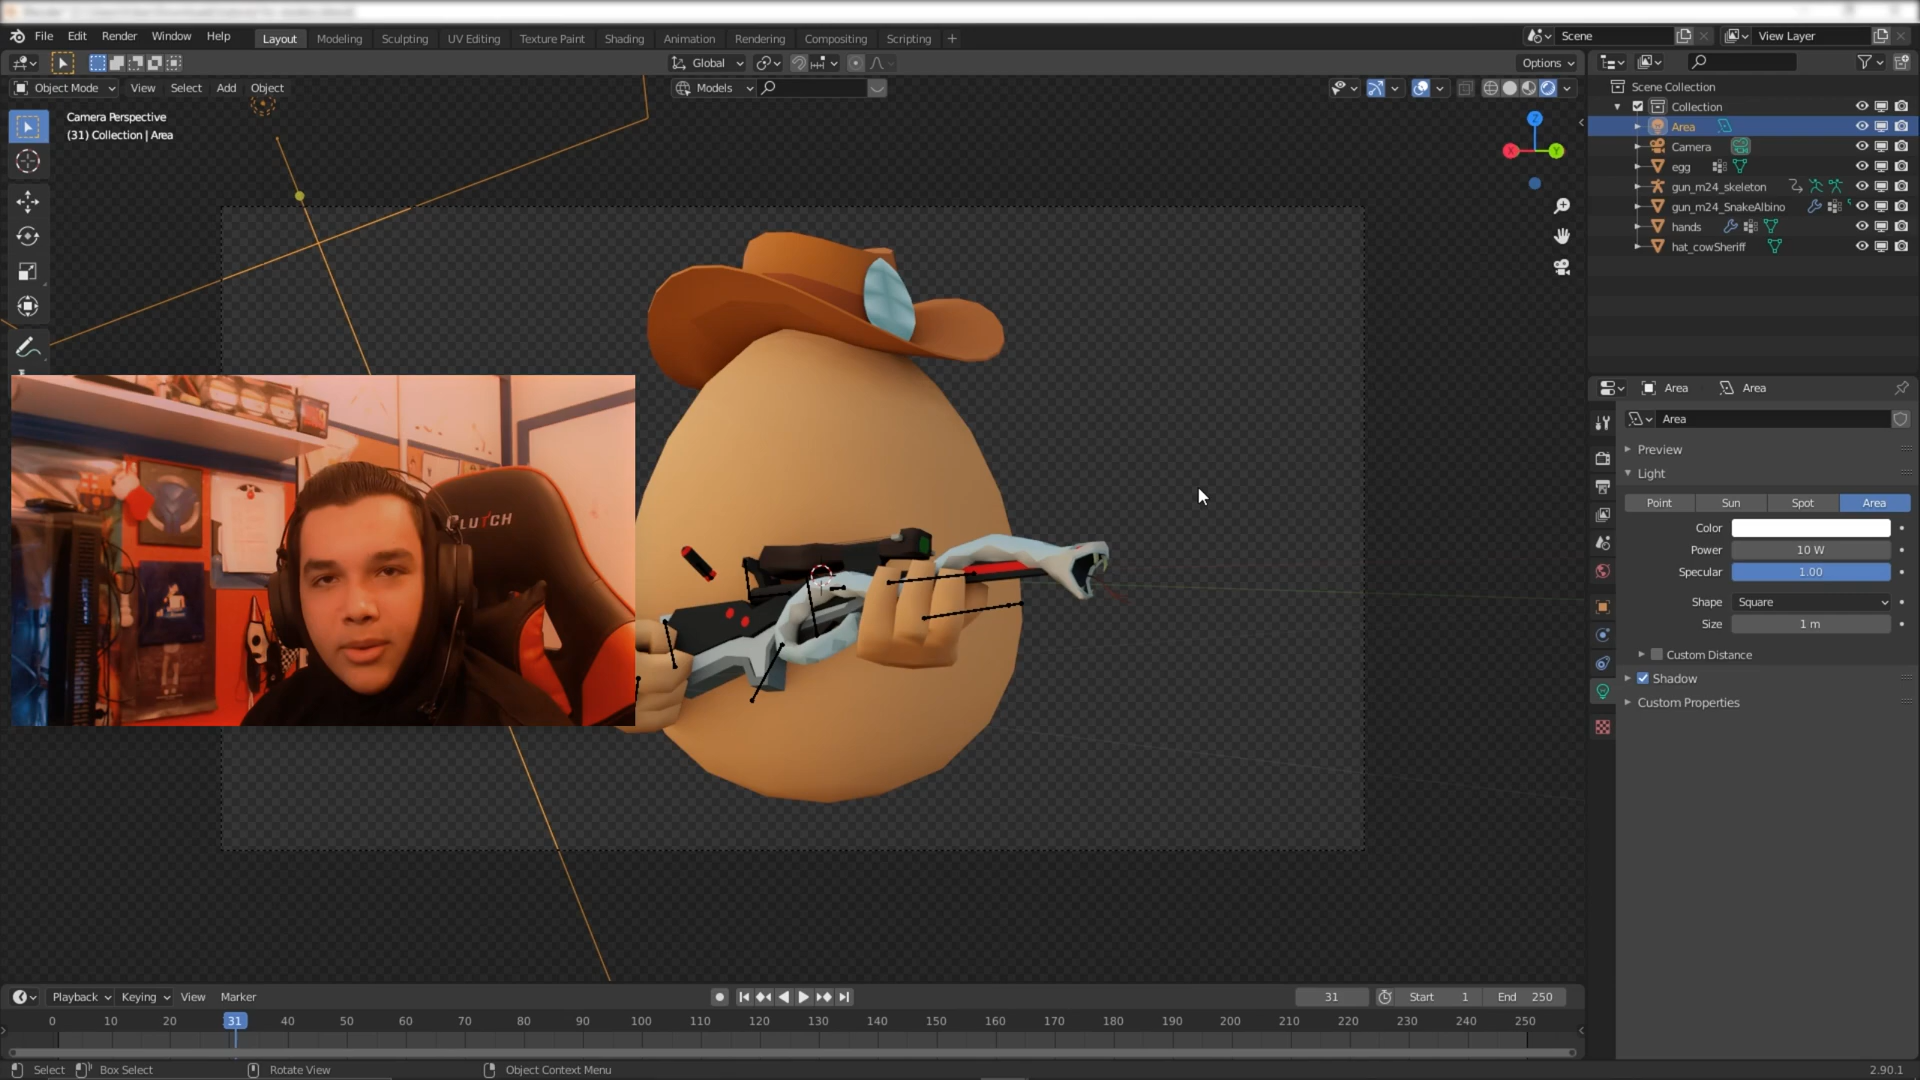 File Edit Render Window Help Layout Modeling Sculpting UV Editing Texture Paint Shading Animation Rendering Compositing Scripting + Scene View Layer
Global Options
Object Mode View Select Add Object Models
Camera Perspective
(31) Collection | Area
Z
X
Y
Scene Collection
Collection
Area
Camera
egg
gun_m24_skeleton
gun_m24_SnakeAlbino
hands
hat_cowSheriff
Area Area
Area
Preview
Light
Point Sun Spot Area
Color
Power 10 W
Specular 1.00
Shape Square
Size 1 m
Custom Distance
Shadow
Custom Properties
CLUTCH
Playback Keying View Marker 31 Start 1 End 250
0 10 20 31 40 50 60 70 80 90 100 110 120 130 140 150 160 170 180 190 200 210 220 230 240 250
Select Box Select Rotate View Object Context Menu 2.90.1